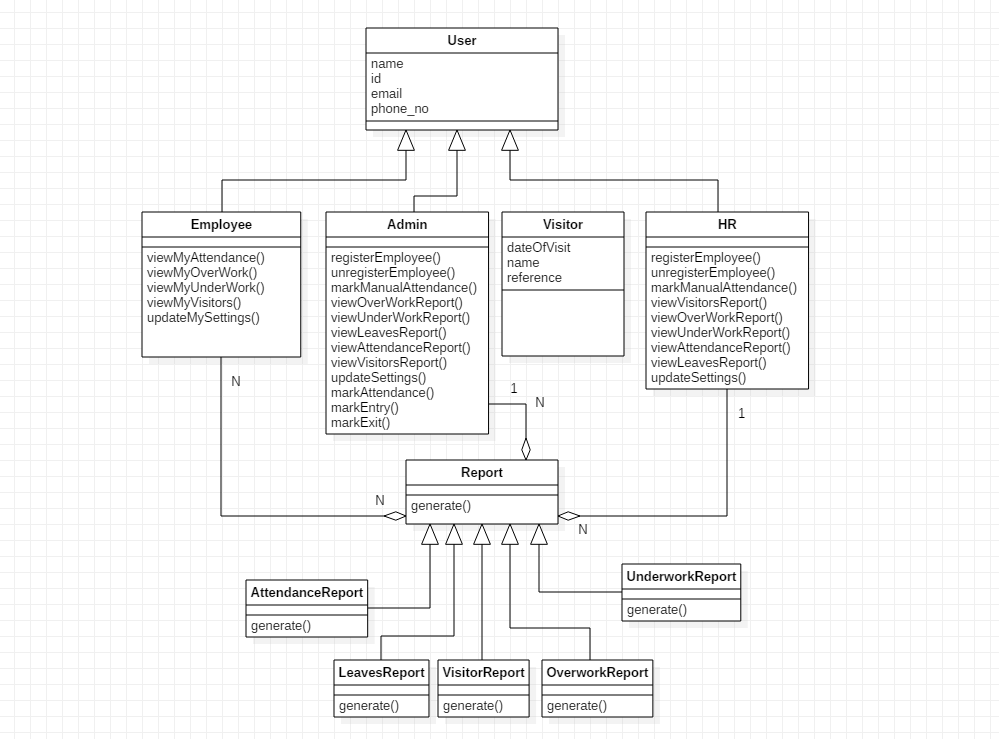 User
name
id
email
phone_no
Employee
viewMyAttendance()
viewMyOverWork()
viewMyUnderWork()
viewMyVisitors()
updateMySettings()
Admin
registerEmployee()
unregisterEmployee()
markManualAttendance()
viewOverWorkReport()
viewUnderWorkReport()
viewLeavesReport()
viewAttendanceReport()
viewVisitorsReport()
updateSettings()
markAttendance()
markEntry()
markExit()
Visitor
dateOfVisit
name
reference
HR
registerEmployee()
unregisterEmployee()
markManualAttendance()
viewVisitorsReport()
viewOverWorkReport()
viewUnderWorkReport()
viewAttendanceReport()
viewLeavesReport()
updateSettings()
N
1
N
1
Report
generate()
N
N
AttendanceReport
generate()
UnderworkReport
generate()
LeavesReport
generate()
VisitorReport
generate()
OverworkReport
generate()